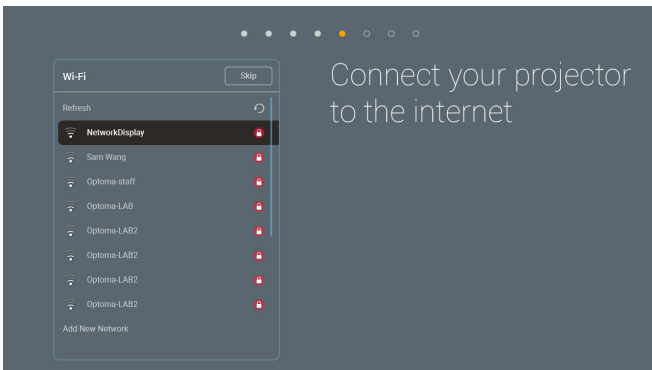 Wi-Fi
Skip
Connect your projector
to the internet
Refresh
NetworkDisplay
Sam Wang
Optoma-staff
Optoma-LAB
Optoma-LAB2
Optoma-LAB2
Optoma-LAB2
Optoma-LAB2
Add New Network